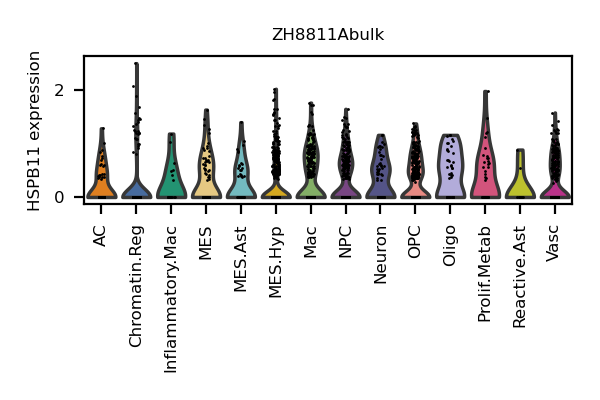 ZH8811Abulk
HSPB11 expression
2
0
AC
Chromatin.Reg
Inflammatory.Mac
MES
MES.Ast
MES.Hyp
Mac
NPC
Neuron
OPC
Oligo
Prolif.Metab
Reactive.Ast
Vasc